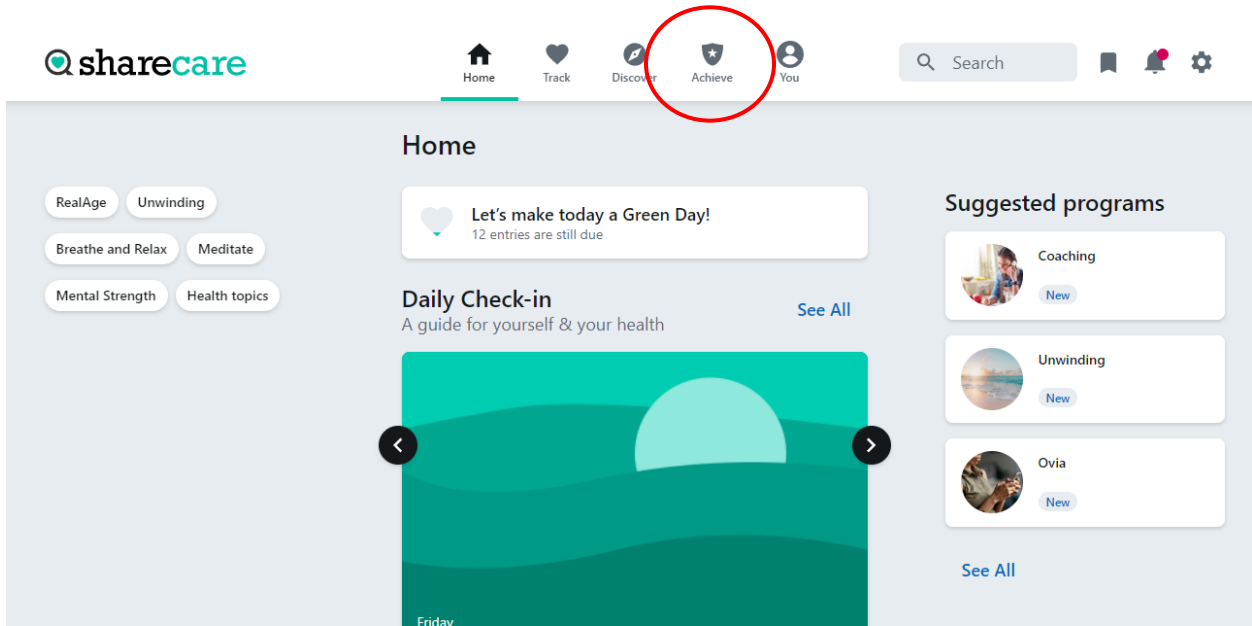 sharecare
Home
Track
Discover
Achieve
You
Search
Home
RealAge
Unwinding
Breathe and Relax
Meditate
Mental Strength
Health topics
Let's make today a Green Day!
12 entries are still due
Daily Check-in
See All
A guide for yourself & your health
Friday
Suggested programs
Coaching
New
Unwinding
New
Ovia
New
See All